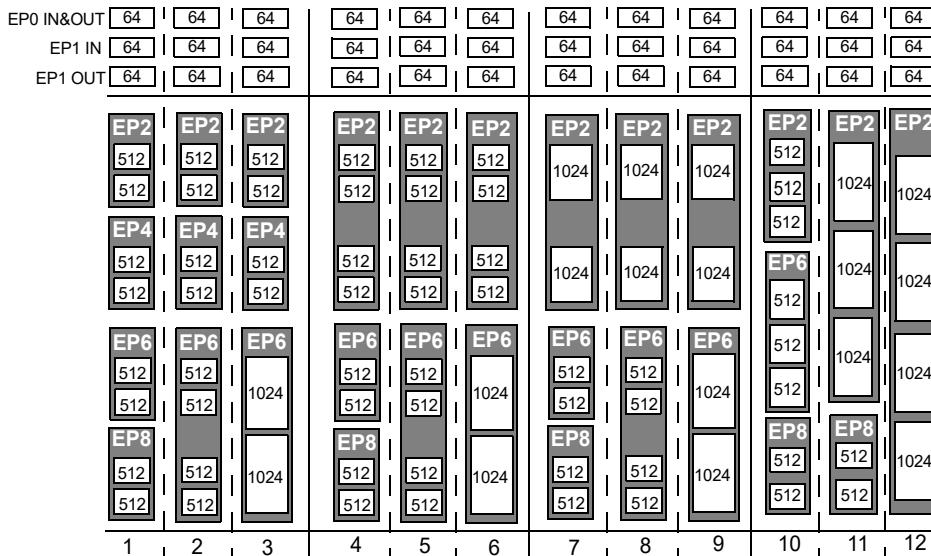 EP0 IN&OUT 64 64 64 64 64 64 64 64 64 64 64 64
EP1 IN 64 64 64 64 64 64 64 64 64 64 64 64
EP1 OUT 64 64 64 64 64 64 64 64 64 64 64 64
EP2 EP2 EP2 EP2 EP2 EP2 EP2 EP2 EP2 EP2 EP2 EP2
512 512 512 512 512 512 512
1024 1024 1024 1024 1024
512 512 512 512 512 512 512
512
EP4 EP4 EP4
512 512 512 512 512 512 EP6
1024 1024 1024 1024 1024
512 512 512 512 512 512 512
EP6 EP6 EP6 EP6 EP6 EP6 EP6 EP6 EP6 512 1024
512 512 512 512 512 512 1024
1024 1024 1024
512 512 512 512 512 512 512
EP8 EP8 EP8 EP8 EP8
512 512 1024 512 512 1024 512 512 1024 512 512 1024
512 512 512 512 512 512 512 512
1 2 3 4 5 6 7 8 9 10 11 12